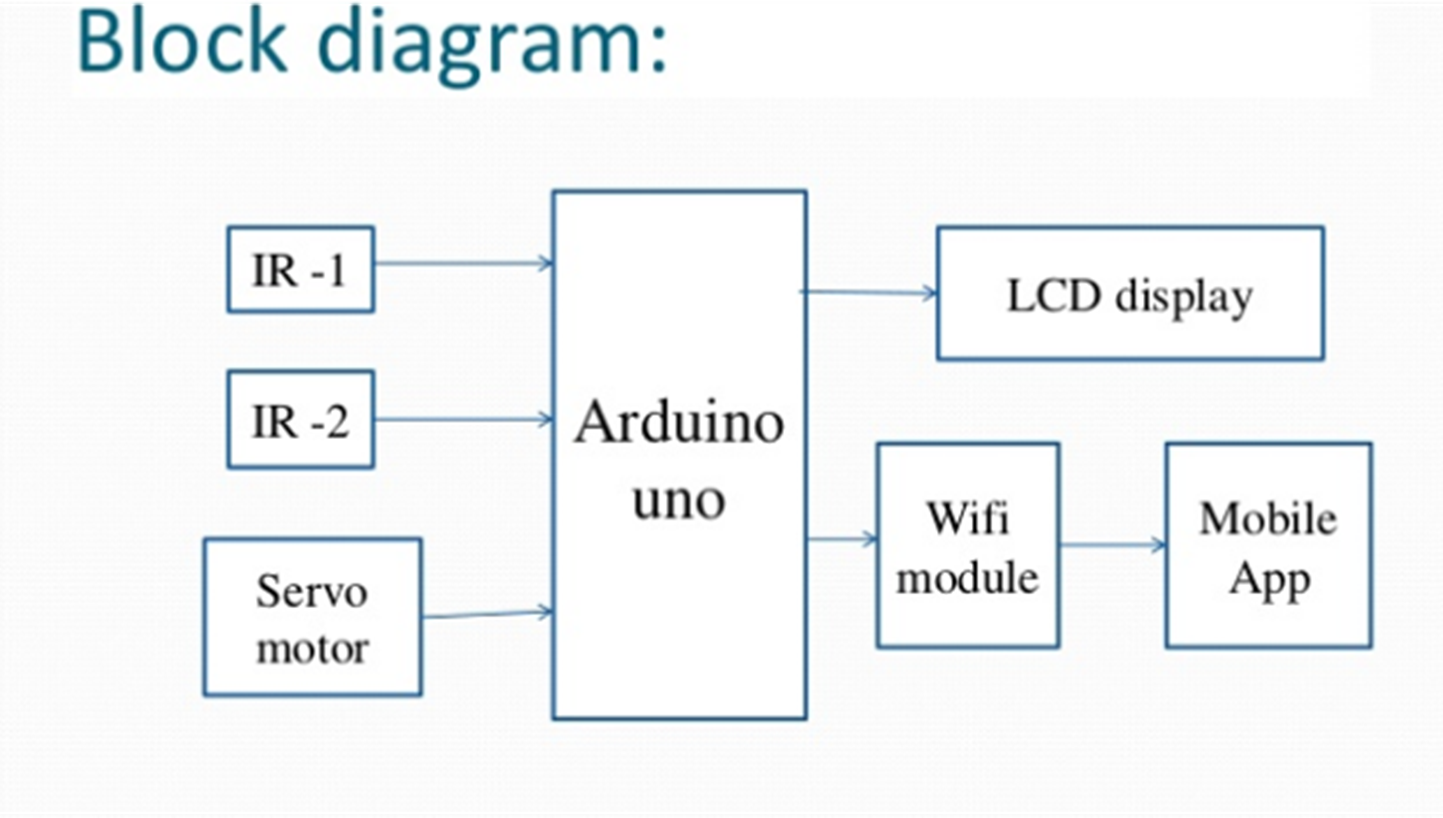 Block diagram:
IR -1
IR -2
Servo
motor
Arduino
uno
LCD display
Wifi
module
Mobile
App